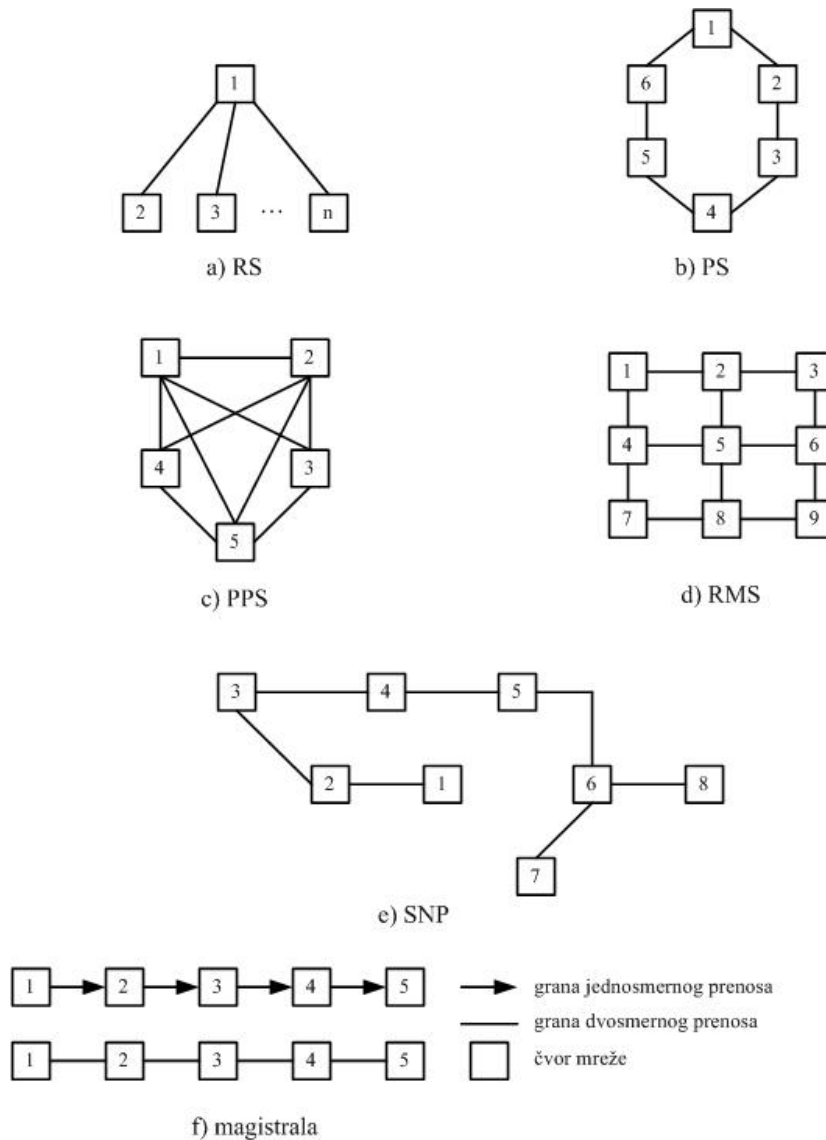 1
2 3 ... n
a) RS
1
6 2
5 3
4
b) PS
1 2
4 3
5
c) PPS
1 2 3
4 5 6
7 8 9
d) RMS
3 4 5
2 1 6 8
7
e) SNP
1 2 3 4 5
1 2 3 4 5
grana jednosmernog prenosa
grana dvosmernog prenosa
čvor mreže
f) magistrala